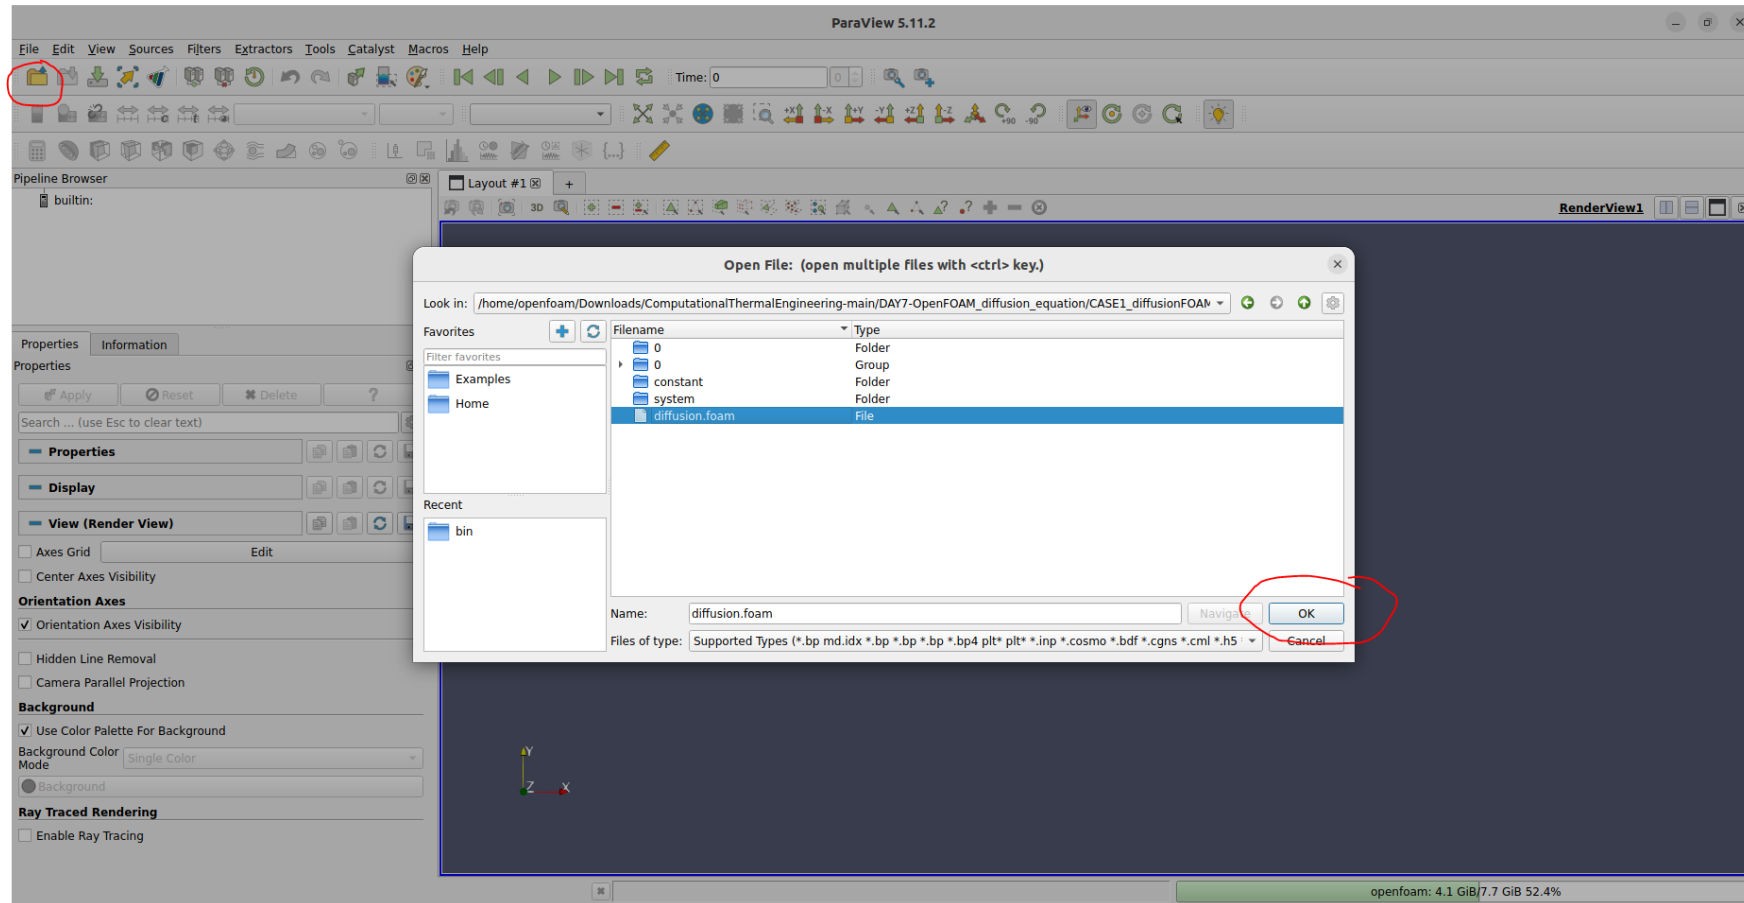 ParaView 5.11.2
File Edit View Sources Filters Extractors Tools Catalyst Macros Help
Time: 0 0
+X -X +Y -Y +Z -Z +90 -90
Pipeline Browser
Layout #1 +
builtin:
3D
RenderView1
Open File: (open multiple files with <ctrl> key.)
Look in: /home/openfoam/Downloads/ComputationalThermalEngineering-main/DAY7-OpenFOAM_diffusion_equation/CASE1_diffusionFOAM
Favorites
Filename Type
Filter favorites
Examples
Home
0 Folder
0 Group
constant Folder
system Folder
diffusion.foam File
Recent
bin
Name: diffusion.foam Navigate OK
Files of type: Supported Types (*.bp md.idx *.bp *.bp *.bp *.bp4 plt* plt* *.inp *.cosmo *.bdf *.cgns *.cml *.h5 Cancel
Properties Information
Properties
Apply Reset Delete ?
Search ... (use Esc to clear text)
Properties
Display
View (Render View)
Axes Grid Edit
Center Axes Visibility
Orientation Axes
Orientation Axes Visibility
Hidden Line Removal
Camera Parallel Projection
Background
Use Color Palette For Background
Background Color
Mode
Single Color
Background
Ray Traced Rendering
Enable Ray Tracing
Y
Z X
openfoam: 4.1 GiB/7.7 GiB 52.4%